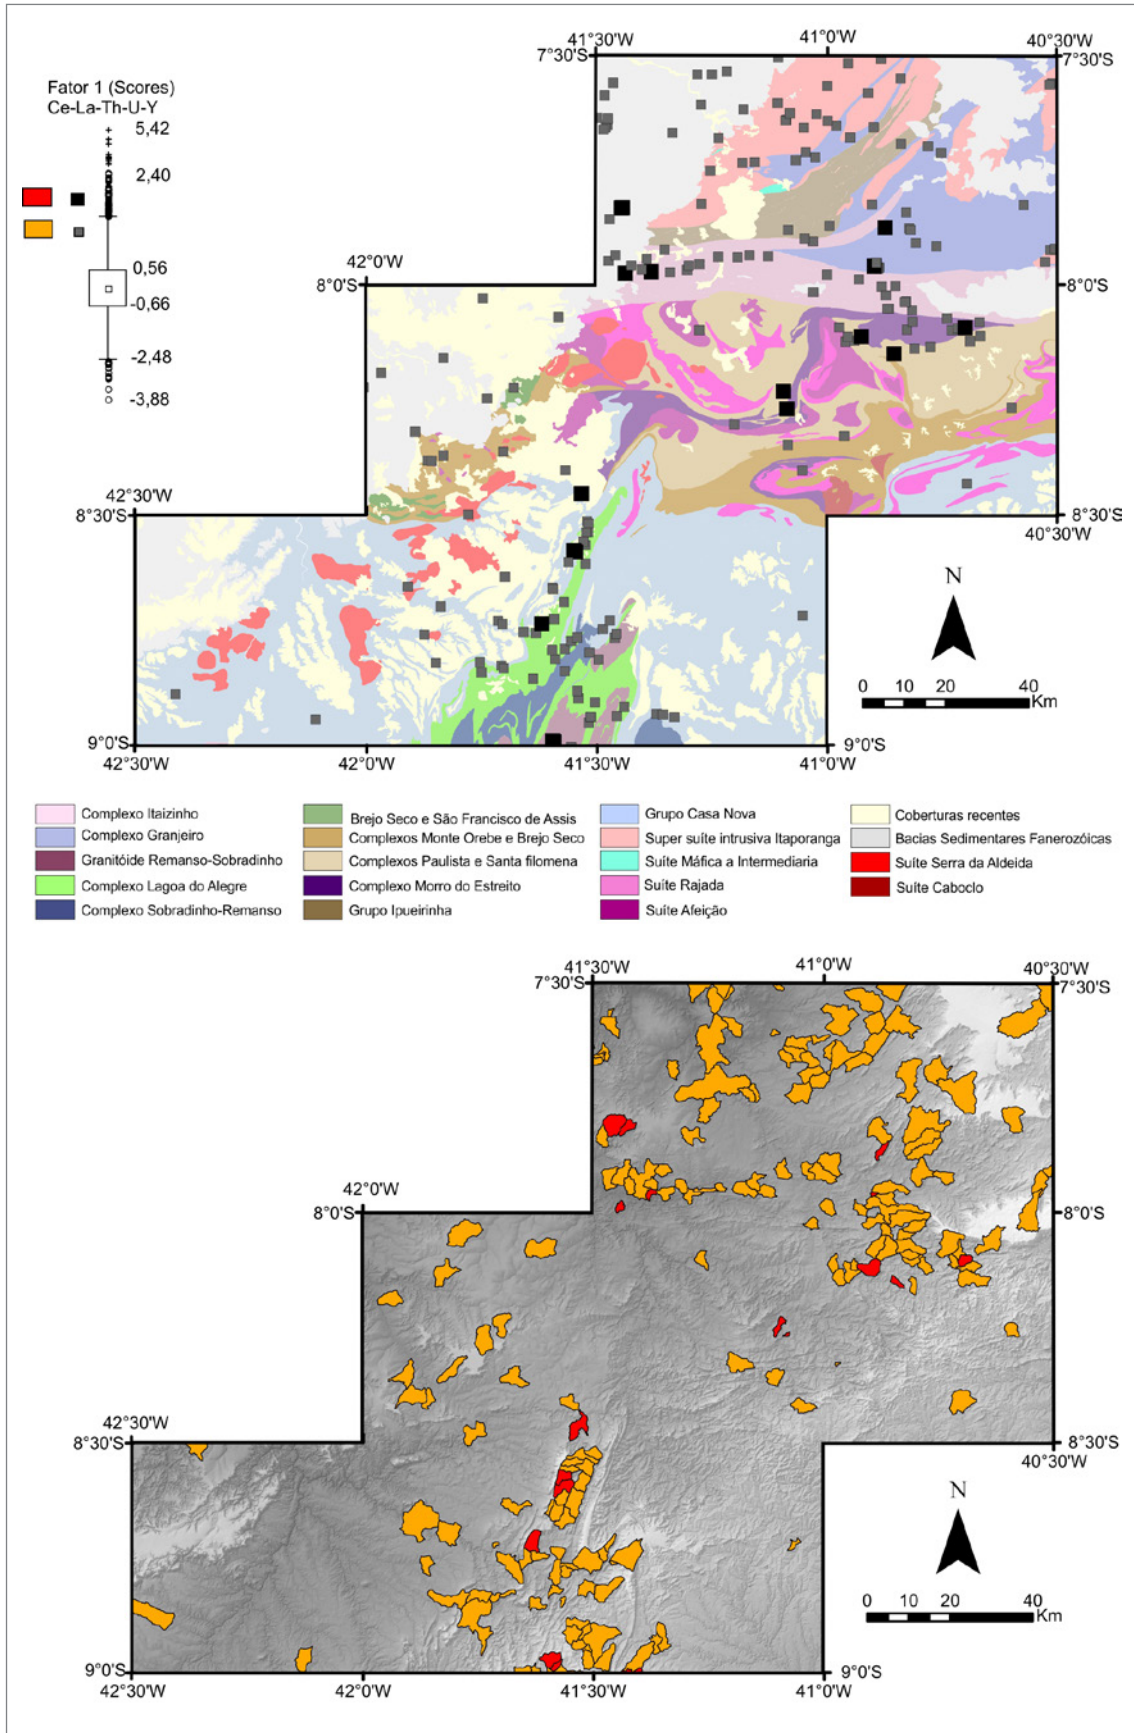 41°30'W
41°0'W
40°30'W
7°30'S
7°30'S
Fator 1 (Scores)
Ce-La-Th-U-Y
5,42
2,40
0,56
-0,66
-2,48
-3,88
42°0'W
8°0'S
8°0'S
42°30'W
8°30'S
8°30'S
40°30'W
N
0 10 20 40
Km
9°0'S
9°0'S
42°30'W
42°0'W
41°30'W
41°0'W
Complexo Itaizinho
Complexo Granjeiro
Granitóide Remanso-Sobradinho
Complexo Lagoa do Alegre
Complexo Sobradinho-Remanso
Brejo Seco e São Francisco de Assis
Complexos Monte Orebe e Brejo Seco
Complexos Paulista e Santa filomena
Complexo Morro do Estreito
Grupo Ipueirinha
Grupo Casa Nova
Super suíte intrusiva Itaporanga
Suíte Máfica a Intermediaria
Suíte Rajada
Suíte Afeição
Coberturas recentes
Bacias Sedimentares Fanerozóicas
Suíte Serra da Aldeida
Suíte Caboclo
41°30'W
41°0'W
40°30'W
7°30'S
7°30'S
42°0'W
8°0'S
8°0'S
42°30'W
8°30'S
8°30'S
40°30'W
N
0 10 20 40
Km
9°0'S
9°0'S
42°30'W
42°0'W
41°30'W
41°0'W